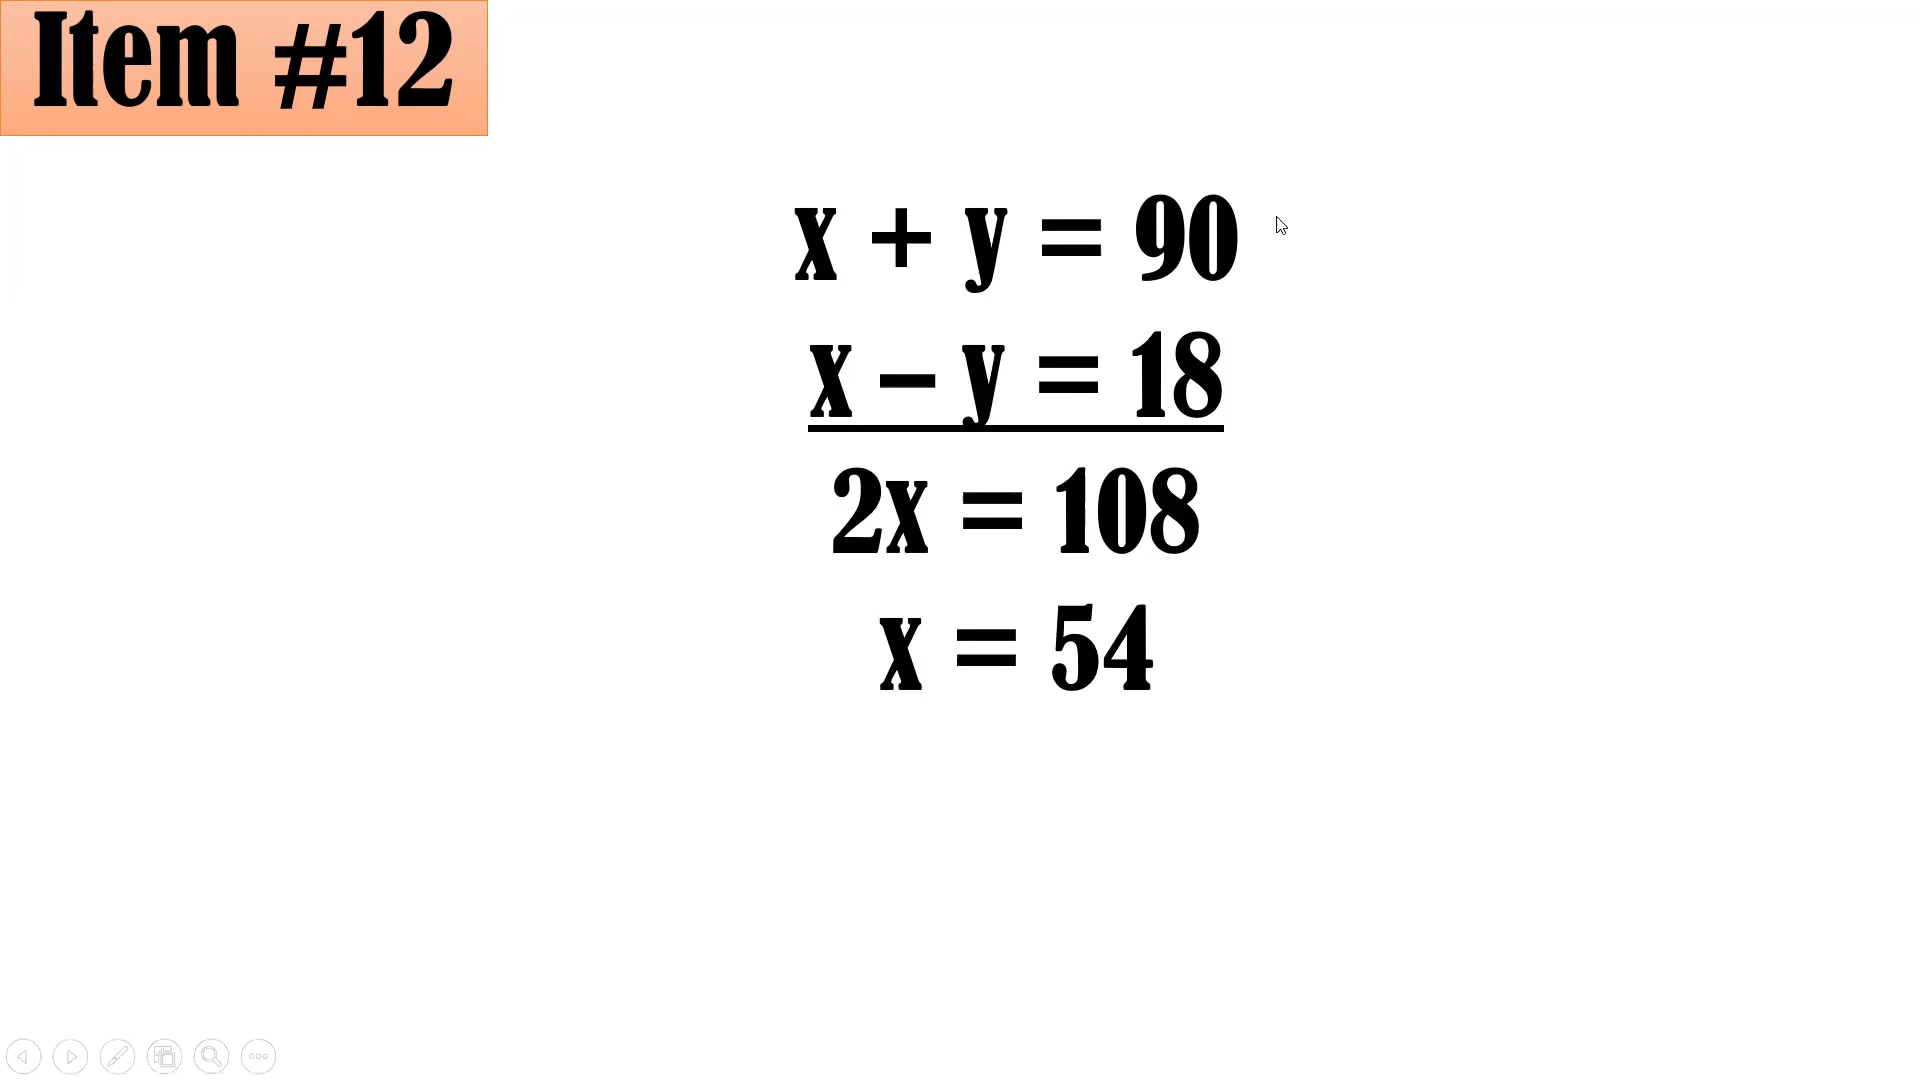 Item #12
x + y = 90
x – y = 18
2x = 108
x = 54